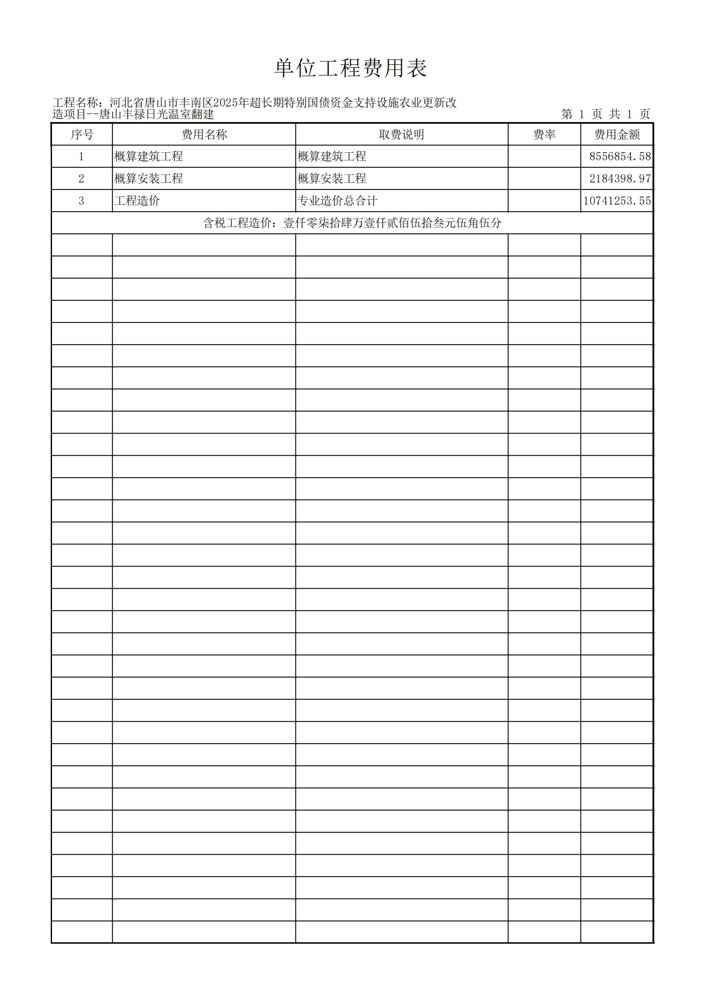 单位工程费用表
工程名称：河北省唐山市丰南区2025年超长期特别国债资金支持设施农业更新改
造项目--唐山丰禄日光温室翻建 第 1 页 共 1 页
序号 费用名称 取费说明 费率 费用金额
1 概算建筑工程 概算建筑工程 8556854.58
2 概算安装工程 概算安装工程 2184398.97
3 工程造价 专业造价总合计 10741253.55
含税工程造价：壹仟零柒拾肆万壹仟贰佰伍拾叁元伍角伍分